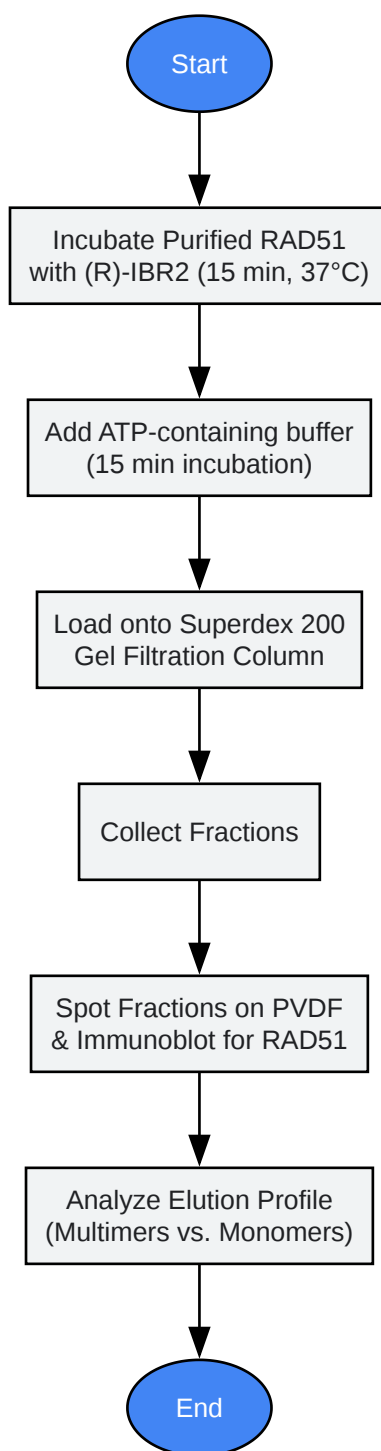 Start
Incubate Purified RAD51
with (R)-IBR2 (15 min, 37°C)
Add ATP-containing buffer
(15 min incubation)
Load onto Superdex 200
Gel Filtration Column
Collect Fractions
Spot Fractions on PVDF
& Immunoblot for RAD51
Analyze Elution Profile
(Multimers vs. Monomers)
End